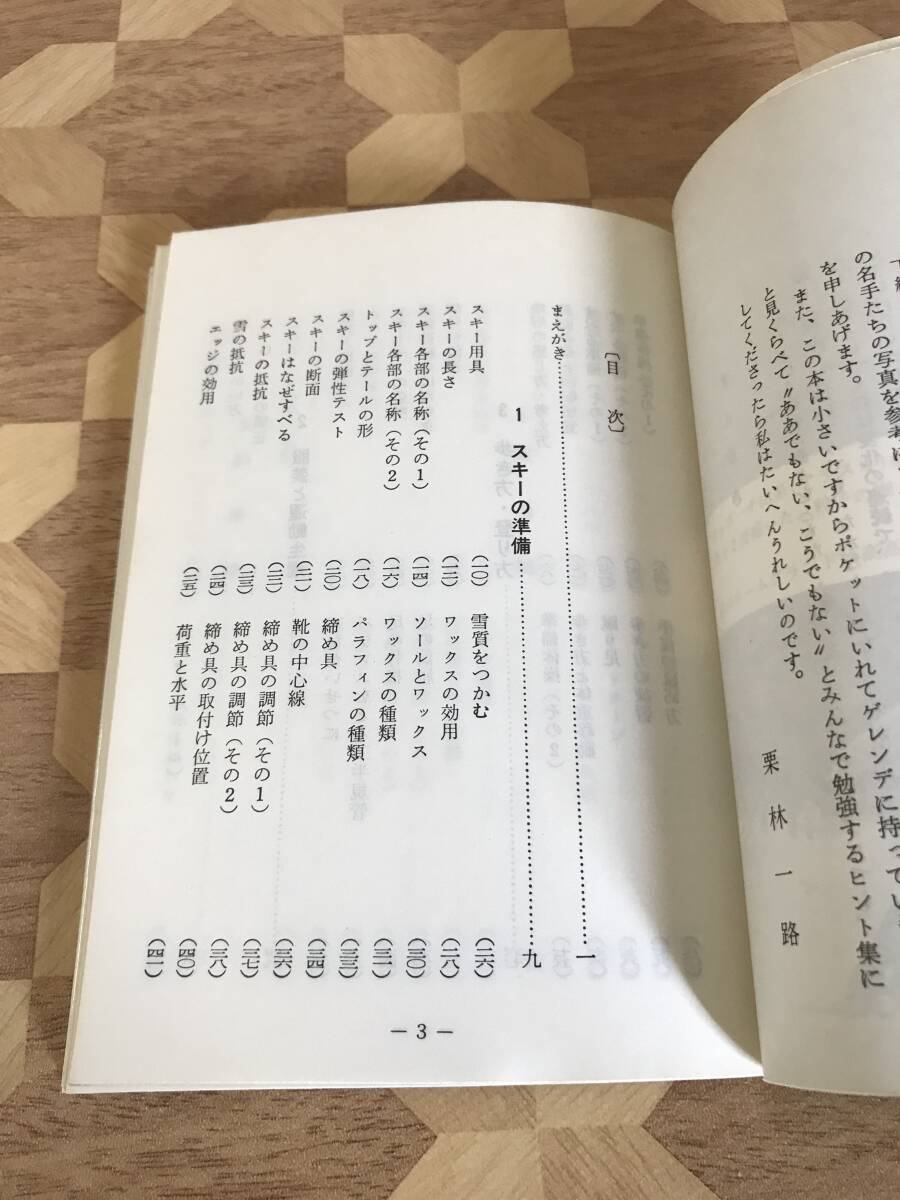 の名手たちの写真を参考に
を申しあげます。
また、この本は小さいですからポケットにいれてゲレンデに持ってい
と見くらべて〝ああでもない、こうでもない〟とみんなで勉強するヒント集に
してくださったら私はたいへんうれしいのです。
栗林一路
〔目 次〕
まえがき…………一
1 スキーの準備…………九
スキー用具 (一〇)
スキーの長さ (一二)
スキー各部の名称(その1) (一四)
スキー各部の名称(その2) (一六)
トップとテールの形 (一八)
スキーの弾性テスト (二〇)
スキーの断面 (二一)
スキーはなぜすべる (二二)
スキーの抵抗 (二三)
雪の抵抗 (二四)
エッジの効用 (二五)
雪質をつかむ (二六)
ワックスの効用 (二八)
ソールとワックス (三〇)
ワックスの種類 (三一)
パラフィンの種類 (三三)
締め具 (三四)
靴の中心線 (三六)
締め具の調節(その1) (三七)
締め具の調節(その2) (三八)
締め具の取付け位置 (四〇)
荷重と水平 (四一)
— 3 —